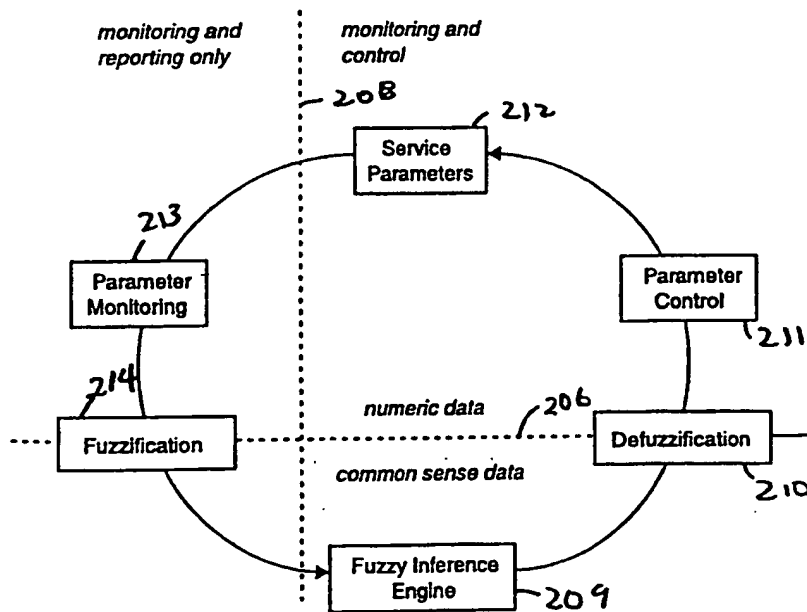 monitoring and
reporting only
monitoring and
control
208
212
Service
Parameters
213
Parameter
Monitoring
Parameter
Control
211
214
Fuzzification
numeric data
206
Defuzzification
210
common sense data
Fuzzy Inference
Engine
209